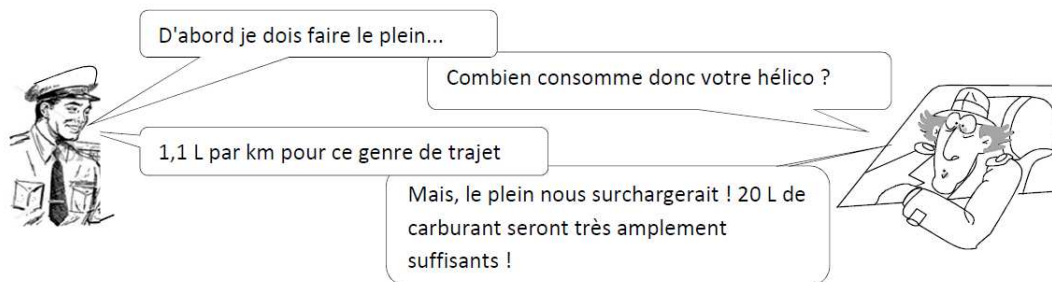 D'abord je dois faire le plein...
Combien consomme donc votre hélico ?
1,1 L par km pour ce genre de trajet
Mais, le plein nous surchargerait ! 20 L de
carburant seront très amplement
suffisants !